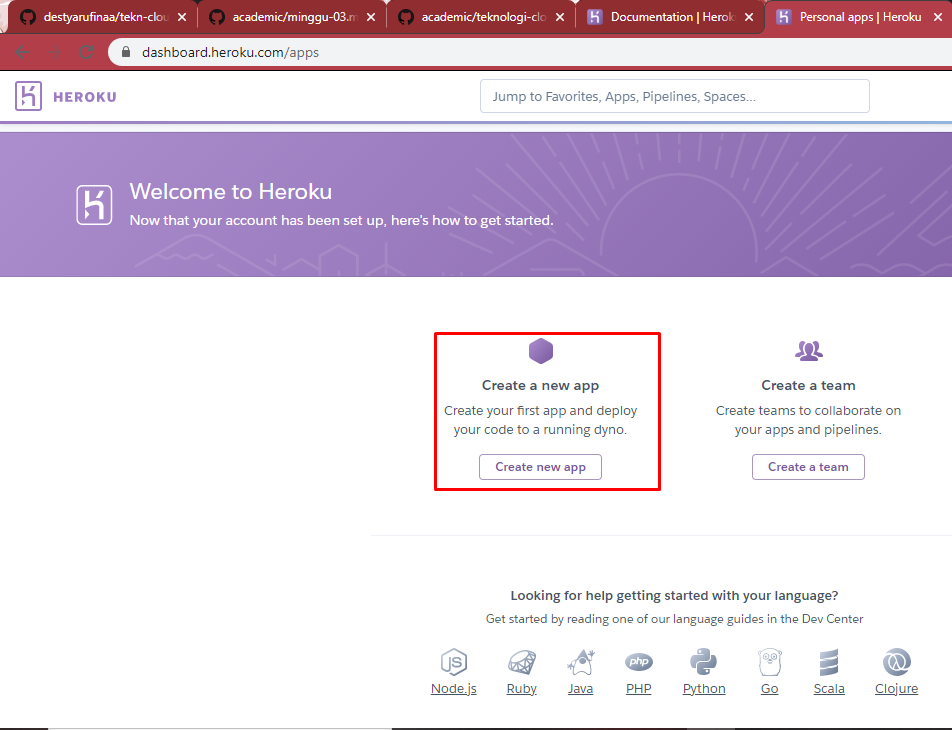 destyarufinaa/tekn-clou
academic/minggu-03.m
academic/teknologi-clo
Documentation | Herok
Personal apps | Heroku
dashboard.heroku.com/apps
HEROKU
Jump to Favorites, Apps, Pipelines, Spaces...
Welcome to Heroku
Now that your account has been set up, here's how to get started.
Create a new app
Create your first app and deploy
your code to a running dyno.
Create new app
Create a team
Create teams to collaborate on
your apps and pipelines.
Create a team
Looking for help getting started with your language?
Get started by reading one of our language guides in the Dev Center
JS
php
Node.js
Ruby
Java
PHP
Python
Go
Scala
Clojure